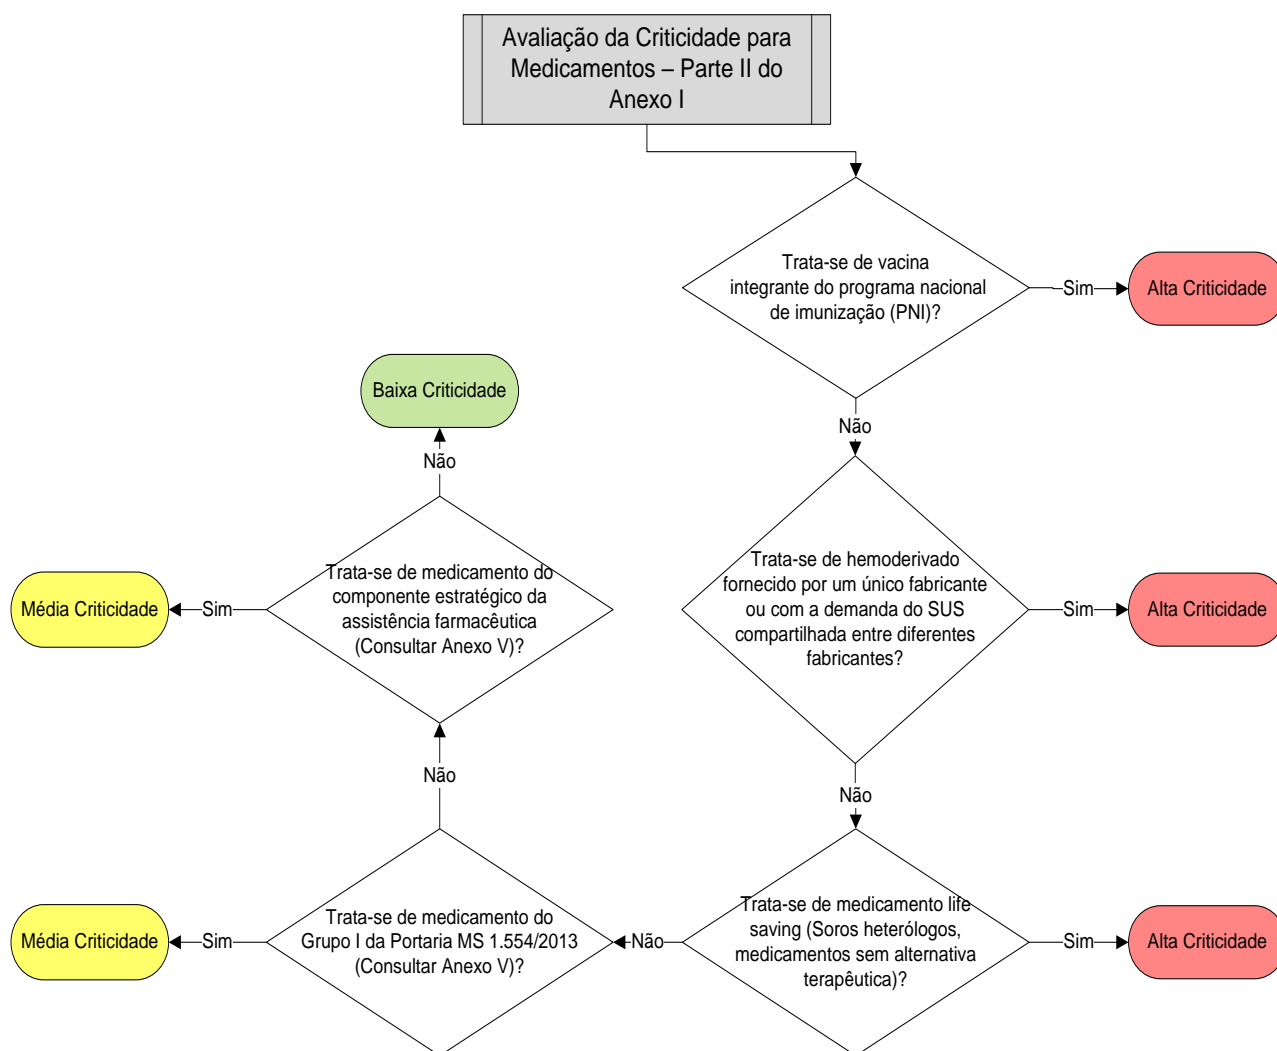 Avaliação da Criticidade para
Medicamentos – Parte II do
Anexo I
Trata-se de vacina
integrante do programa nacional
de imunização (PNI)?
Sim
Alta Criticidade
Não
Trata-se de hemoderivado
fornecido por um único fabricante
ou com a demanda do SUS
compartilhada entre diferentes
fabricantes?
Sim
Alta Criticidade
Não
Trata-se de medicamento life
saving (Soros heterólogos,
medicamentos sem alternativa
terapêutica)?
Sim
Alta Criticidade
Não
Trata-se de medicamento do
Grupo I da Portaria MS 1.554/2013
(Consultar Anexo V)?
Sim
Média Criticidade
Não
Trata-se de medicamento do
componente estratégico da
assistência farmacêutica
(Consultar Anexo V)?
Sim
Média Criticidade
Não
Baixa Criticidade